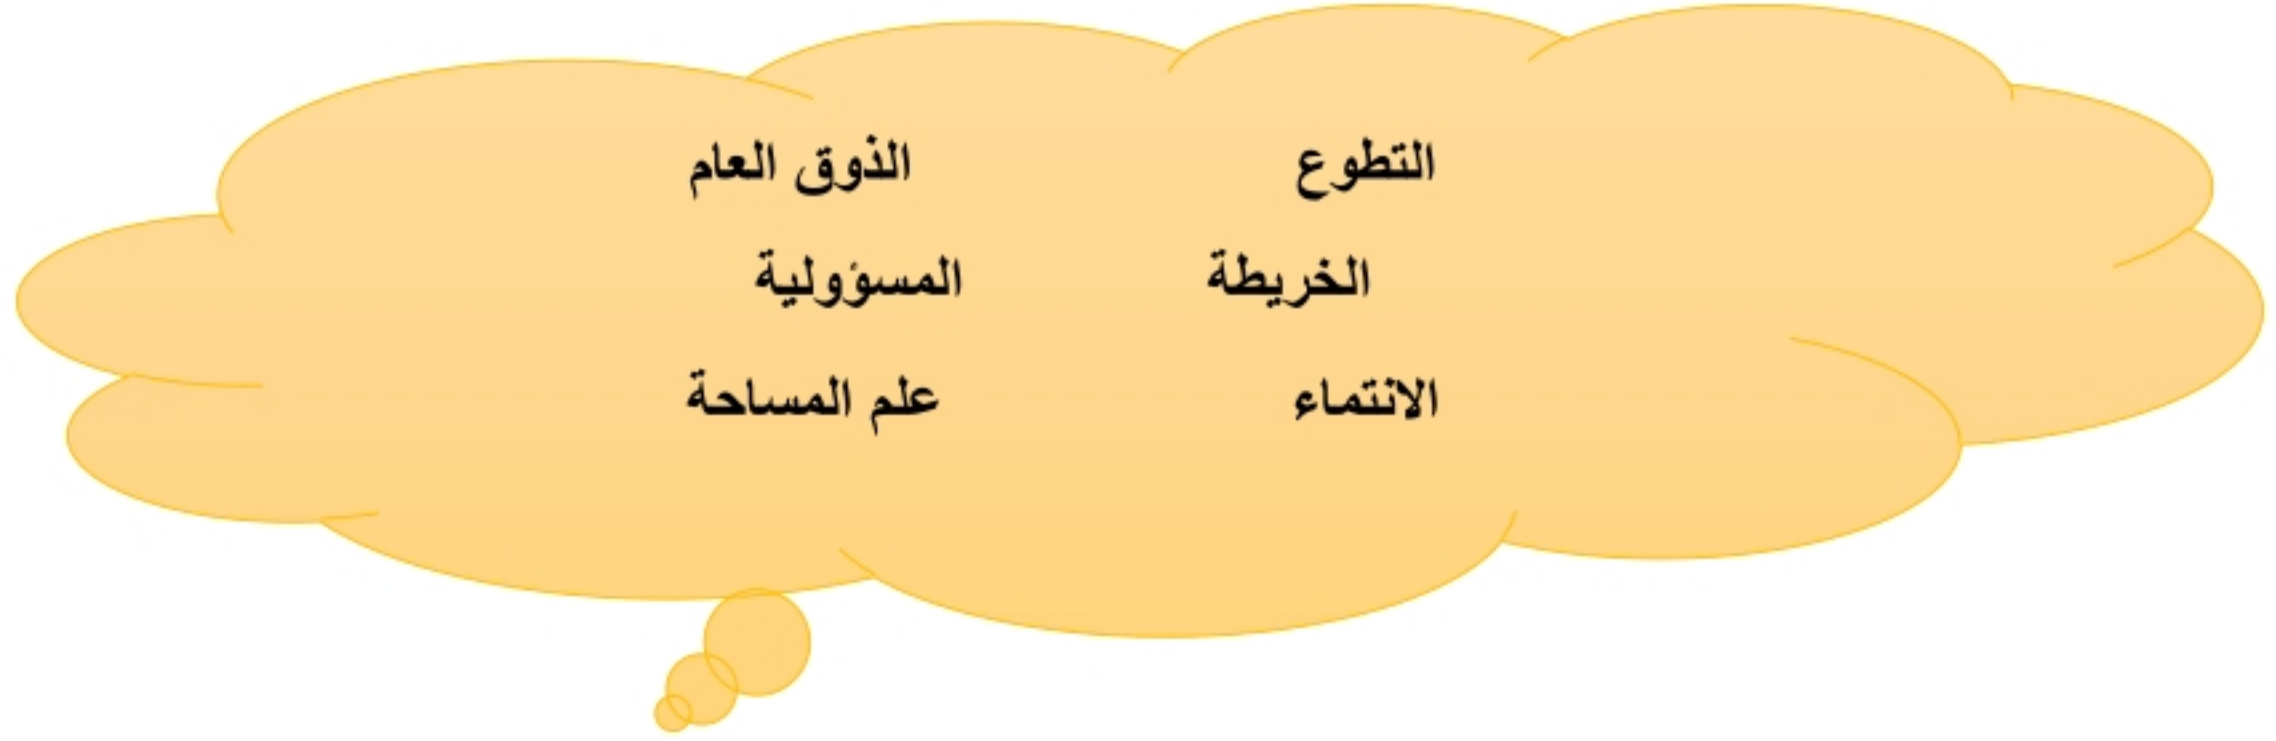 التطوع الذوق العام
الخريطة المسؤولية
الانتماء علم المساحة